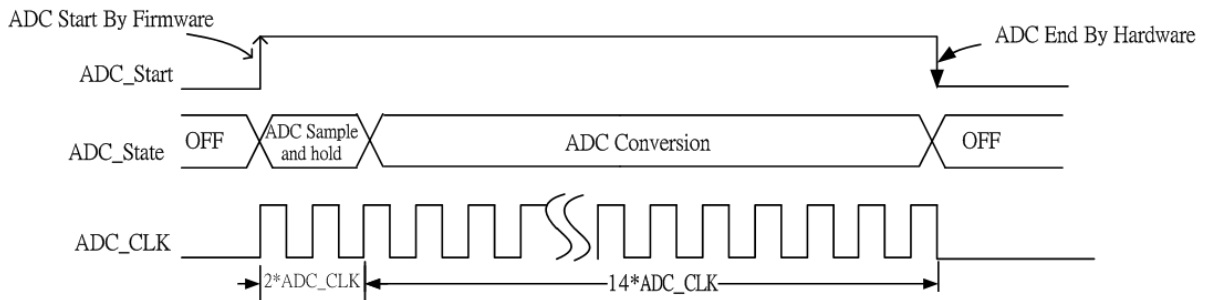 ADC Start By Firmware
ADC End By Hardware
ADC_Start
ADC_State
OFF
ADC Sample
and hold
ADC Conversion
OFF
ADC_CLK
2*ADC_CLK
14*ADC_CLK